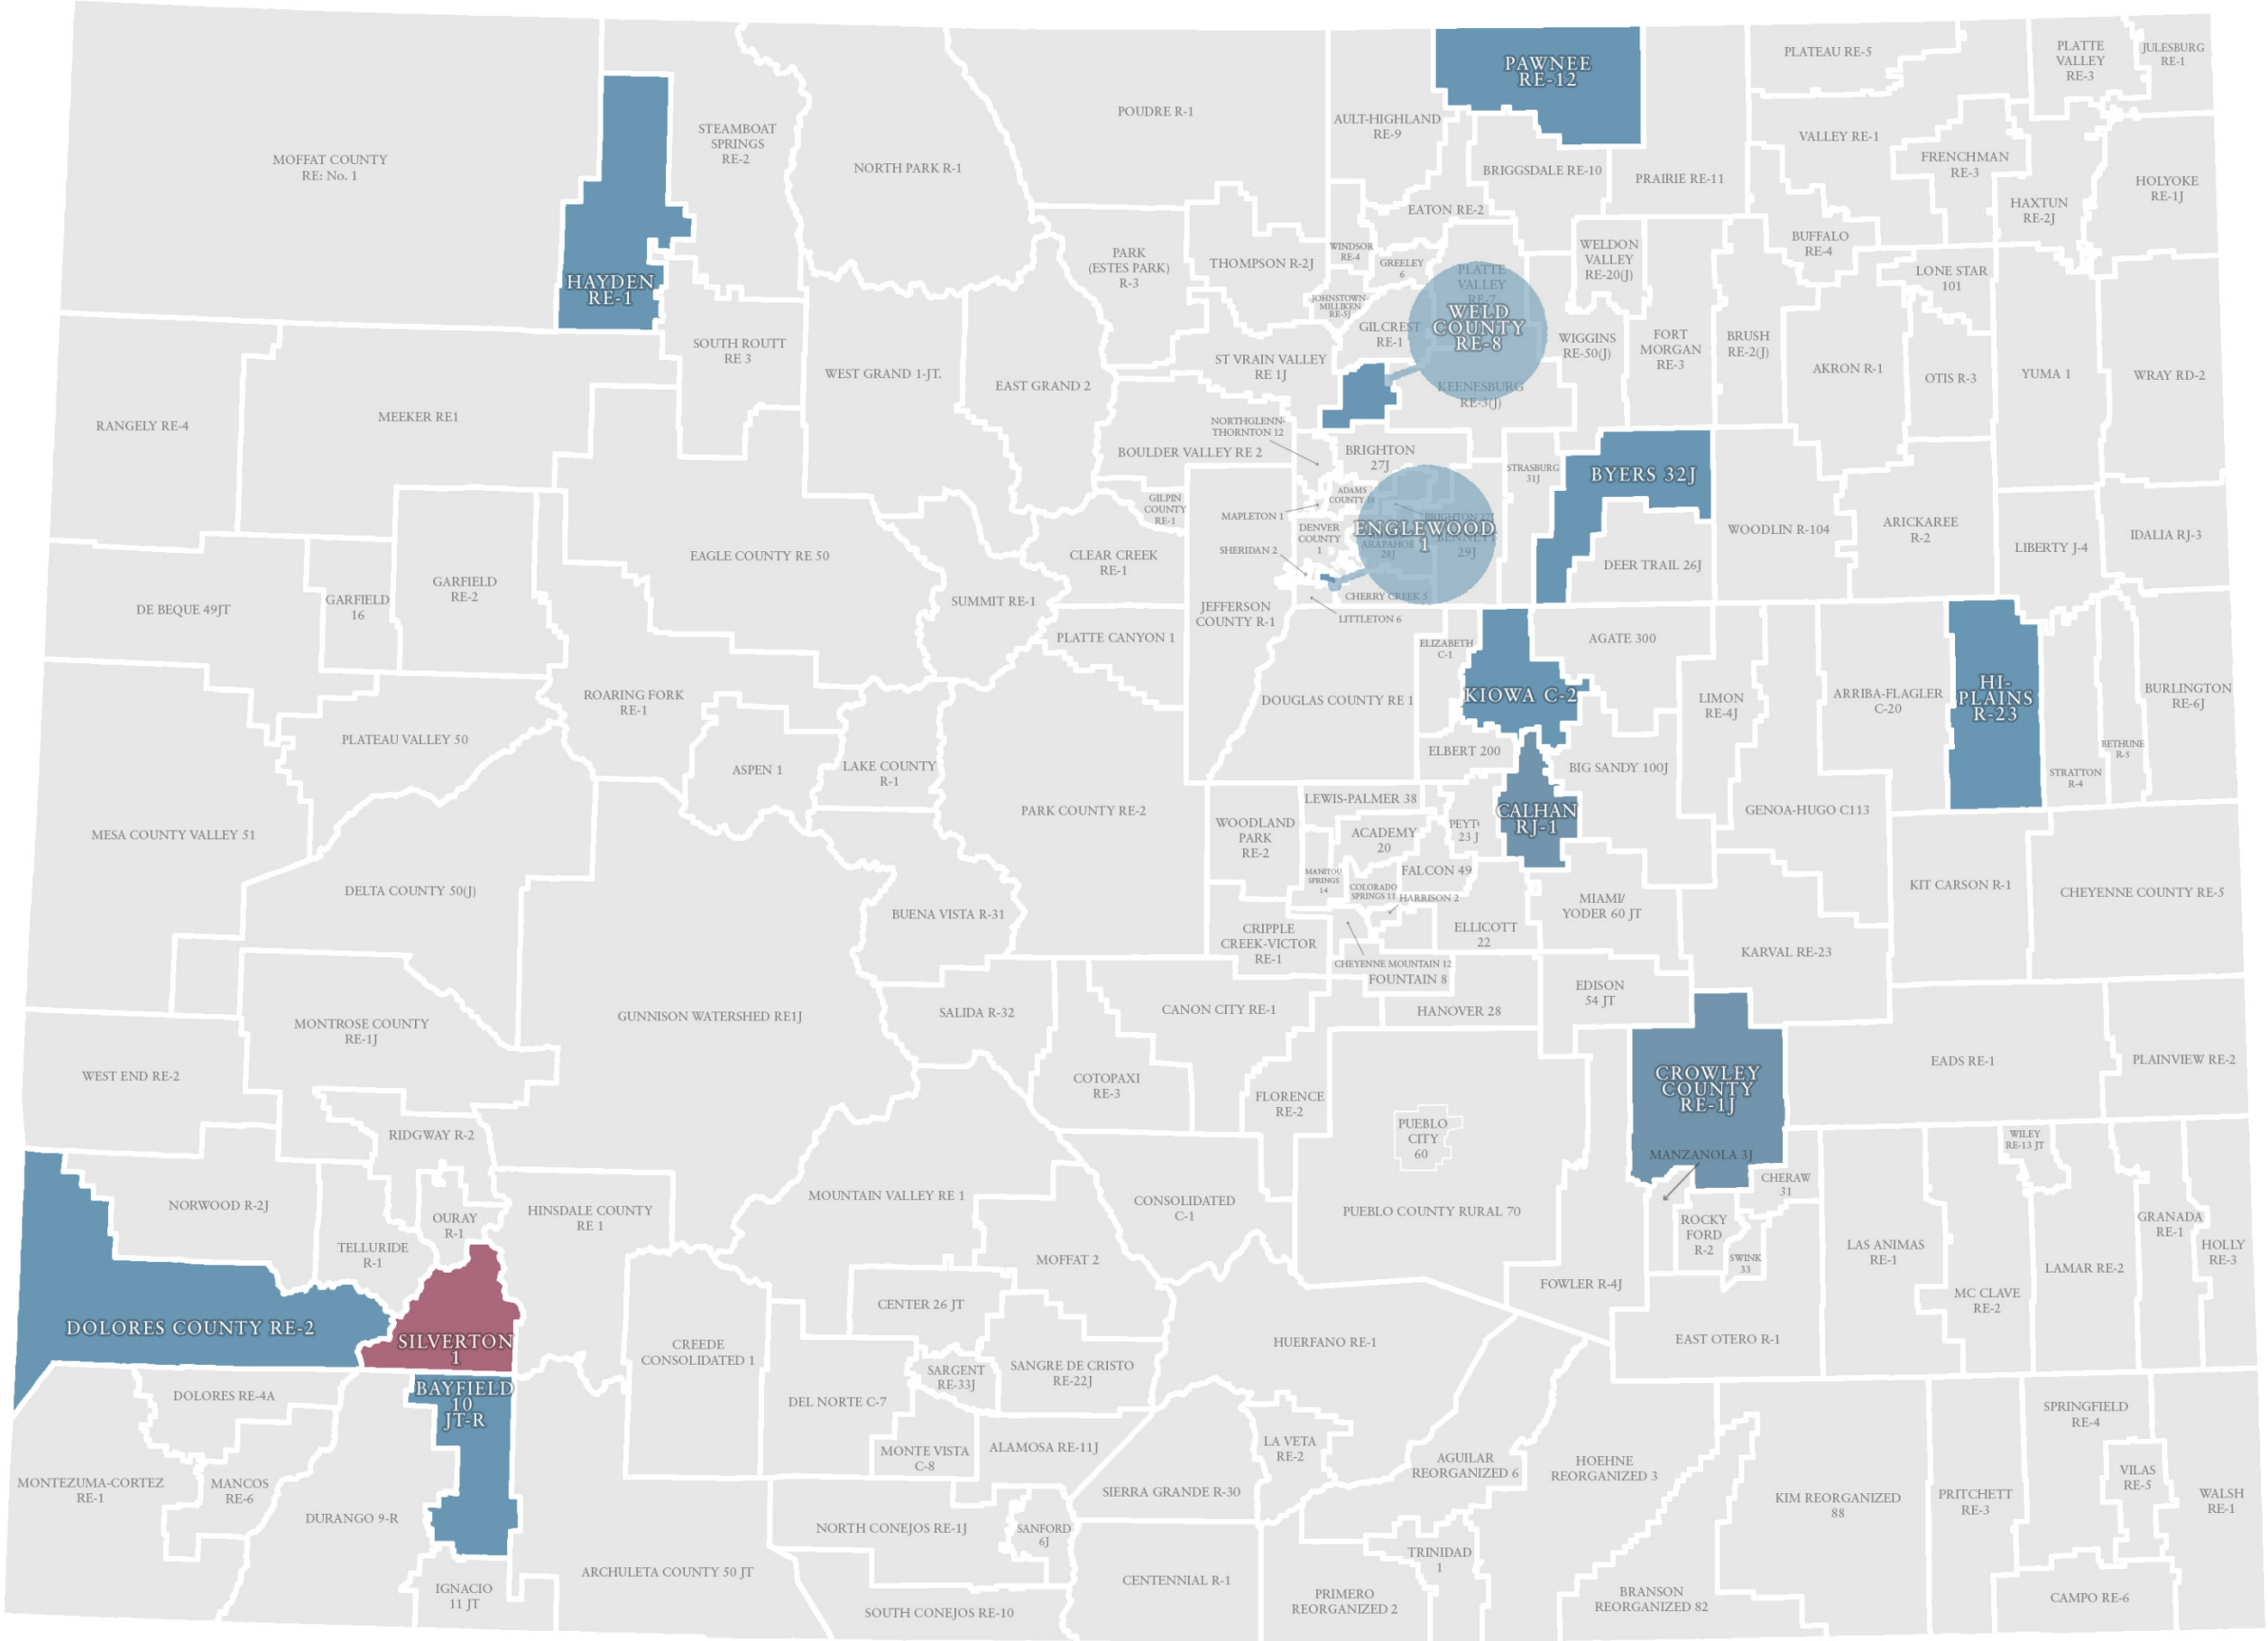 PAWNEE
RE-12
PLATEAU RE-5
PLATTE
VALLEY
RE-3
JULESBURG
RE-1
MOFFAT COUNTY
RE: No. 1
STEAMBOAT
SPRINGS
RE-2
NORTH PARK R-1
POUDRE R-1
AULT-HIGHLAND
RE-9
BRIGGSDALE RE-10
PRAIRIE RE-11
VALLEY RE-1
FRENCHMAN
RE-3
HAXTUN
RE-2J
HOLYOKE
RE-1J
HAYDEN
RE-1
PARK
(ESTES PARK)
R-3
THOMPSON R-2J
WINDSOR
RE-4
EATON RE-2
GREELEY
6
PLATTE
VALLEY
RE-7
WELD
COUNTY
RE-8
WELDON
VALLEY
RE-20(J)
BUFFALO
RE-4
LONE STAR
101
JOHNSTOWN-
MILLIKEN
RE-5J
GILCREST
RE-1
SOUTH ROUTT
RE 3
WEST GRAND 1-JT.
EAST GRAND 2
ST VRAIN VALLEY
RE 1J
KEENESBURG
RE-3(J)
WIGGINS
RE-50(J)
FORT
MORGAN
RE-3
BRUSH
RE-2(J)
AKRON R-1
OTIS R-3
YUMA 1
WRAY RD-2
RANGELY RE-4
MEEKER RE1
NORTHGLENN-
THORNTON 12
BOULDER VALLEY RE 2
BRIGHTON
27J
STRASBURG
31J
BYERS 32J
GILPIN
COUNTY
RE-1
MAPLETON 1
ADAMS
COUNTY 14
BRIGHTON 27J
DENVER
COUNTY
1
ENGLEWOOD
1
ARAPAHOE
28J
BENNETT
29J
SHERIDAN 2
CHERRY CREEK 5
LITTLETON 6
DEER TRAIL 26J
WOODLIN R-104
ARICKAREE
R-2
LIBERTY J-4
IDALIA RJ-3
DE BEQUE 49JT
GARFIELD
16
GARFIELD
RE-2
EAGLE COUNTY RE 50
SUMMIT RE-1
CLEAR CREEK
RE-1
PLATTE CANYON 1
JEFFERSON
COUNTY R-1
DOUGLAS COUNTY RE 1
ELIZABETH
C-1
KIOWA C-2
AGATE 300
LIMON
RE-4J
ARRIBA-FLAGLER
C-20
HI-
PLAINS
R-23
STRATTON
R-4
BETHUNE
R-5
BURLINGTON
RE-6J
ROARING FORK
RE-1
PLATEAU VALLEY 50
ASPEN 1
LAKE COUNTY
R-1
ELBERT 200
BIG SANDY 100J
MESA COUNTY VALLEY 51
DELTA COUNTY 50(J)
PARK COUNTY RE-2
WOODLAND
PARK
RE-2
LEWIS-PALMER 38
ACADEMY
20
23 J
CALHAN
RJ-1
GENOA-HUGO C113
MANITOU
SPRINGS
14
COLORADO
SPRINGS 11
FALCON 49
HARRISON 2
ELLICOTT
22
MIAMI/
YODER 60 JT
KIT CARSON R-1
CHEYENNE COUNTY RE-5
BUENA VISTA R-31
CRIPPLE
CREEK-VICTOR
RE-1
CHEYENNE MOUNTAIN 12
FOUNTAIN 8
KARVAL RE-23
MONTROSE COUNTY
RE-1J
GUNNISON WATERSHED RE1J
SALIDA R-32
CANON CITY RE-1
HANOVER 28
EDISON
54 JT
WEST END RE-2
COTOPAXI
RE-3
FLORENCE
RE-2
PUEBLO
CITY
60
CROWLEY
COUNTY
RE-1J
EADS RE-1
PLAINVIEW RE-2
RIDGWAY R-2
MANZANOLA 3J
CHERAW
31
WILEY
RE-13 JT
NORWOOD R-2J
TELLURIDE
R-1
OURAY
R-1
HINSDALE COUNTY
RE 1
MOUNTAIN VALLEY RE 1
MOFFAT 2
CONSOLIDATED
C-1
PUEBLO COUNTY RURAL 70
ROCKY
FORD
R-2
SWINK
33
LAS ANIMAS
RE-1
MC CLAVE
RE-2
LAMAR RE-2
GRANADA
RE-1
HOLLY
RE-3
FOWLER R-4J
DOLORES COUNTY RE-2
SILVERTON
1
CREEDE
CONSOLIDATED 1
CENTER 26 JT
SARGENT
RE-33J
SANGRE DE CRISTO
RE-22J
HUERFANO RE-1
EAST OTERO R-1
DOLORES RE-4A
BAYFIELD
10
JT-R
DEL NORTE C-7
MONTE VISTA
C-8
ALAMOSA RE-11J
LA VETA
RE-2
AGUILAR
REORGANIZED 6
HOEHNE
REORGANIZED 3
SPRINGFIELD
RE-4
MONTEZUMA-CORTEZ
RE-1
MANCOS
RE-6
DURANGO 9-R
SIERRA GRANDE R-30
KIM REORGANIZED
88
PRITCHETT
RE-3
VILAS
RE-5
WALSH
RE-1
NORTH CONEJOS RE-1J
SANFORD
6J
ARCHULETA COUNTY 50 JT
IGNACIO
11 JT
SOUTH CONEJOS RE-10
CENTENNIAL R-1
TRINIDAD
1
PRIMERO
REORGANIZED 2
BRANSON
REORGANIZED 82
CAMPO RE-6